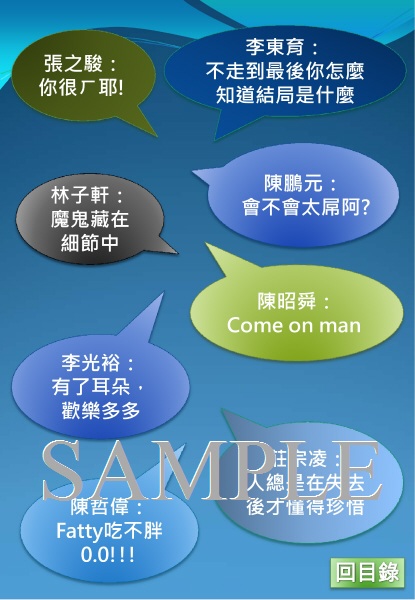 張之駿：
你很ㄏ耶!
李東育：
不走到最後你怎麼
知道結局是什麼
林子軒：
魔鬼藏在
細節中
陳鵬元：
會不會太屌阿?
陳昭舜：
Come on man
李光裕：
有了耳朵，
歡樂多多
SAMPLE
莊宗凌：
人總是在失去
後才懂得珍惜
陳哲偉：
Fatty吃不胖
0.0!!!
回目錄